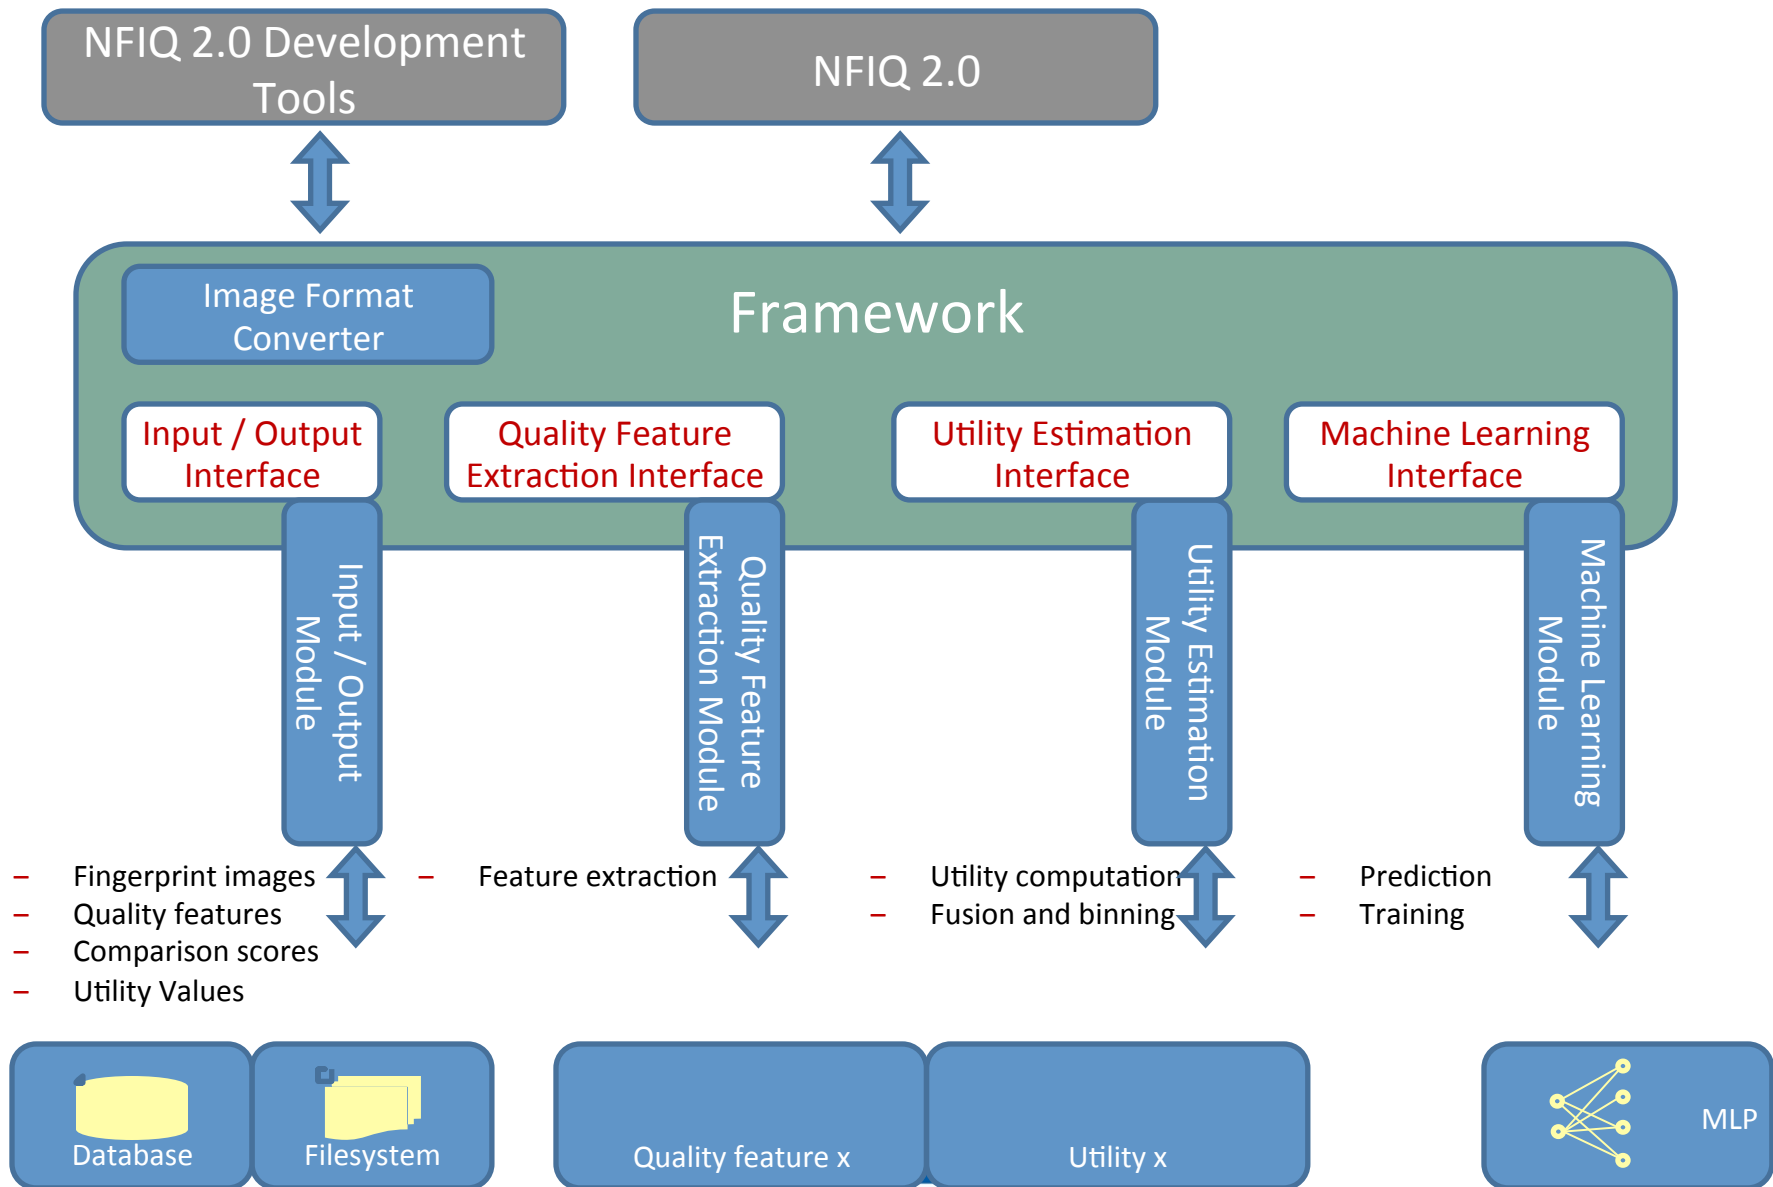 NFIQ 2.0 Development
Tools
NFIQ 2.0
Image Format
Converter
Framework
Input / Output
Interface
Quality Feature
Extraction Interface
Utility Estimation
Interface
Machine Learning
Interface
Input / Output
Module
Quality Feature
Extraction Module
Utility Estimation
Module
Machine Learning
Module
– Fingerprint images
– Quality features
– Comparison scores
– Utility Values
– Feature extraction
– Utility computation
– Fusion and binning
– Prediction
– Training
Database
Filesystem
Quality feature x
Utility x
MLP